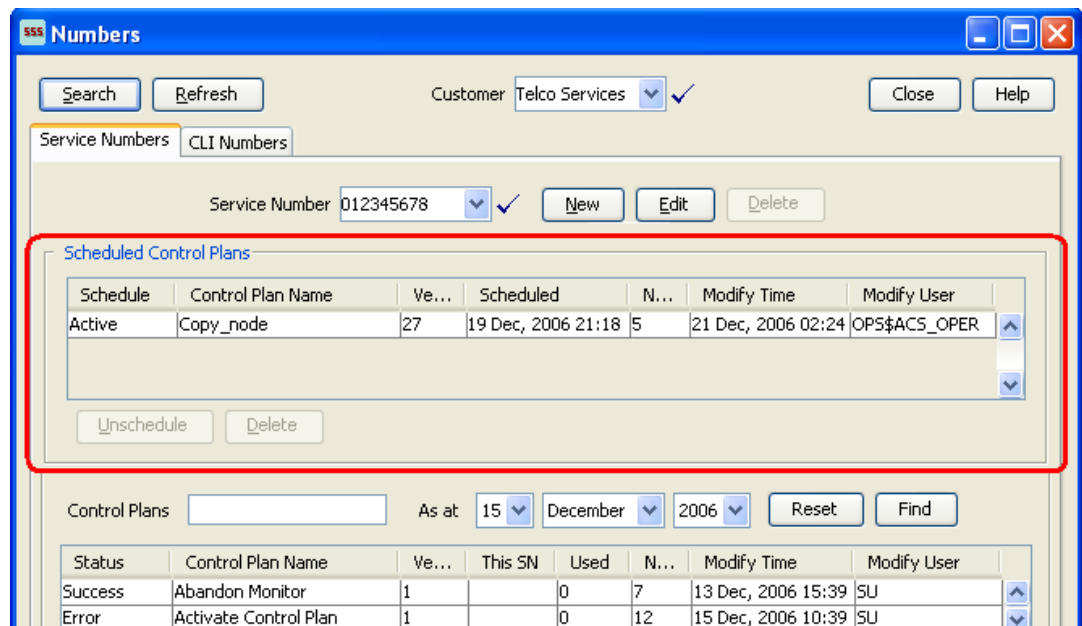 SSS Numbers
Search Refresh Customer Telco Services Close Help
Service Numbers CLI Numbers
Service Number 012345678 New Edit Delete
Scheduled Control Plans
Schedule Control Plan Name Ve... Scheduled N... Modify Time Modify User
Active Copy_node 27 19 Dec, 2006 21:18 5 21 Dec, 2006 02:24 OPS$ACS_OPER
Unschedule Delete
Control Plans As at 15 December 2006 Reset Find
Status Control Plan Name Ve... This SN Used N... Modify Time Modify User
Success Abandon Monitor 1 0 7 13 Dec, 2006 15:39 SU
Error Activate Control Plan 1 0 12 15 Dec, 2006 10:39 SU